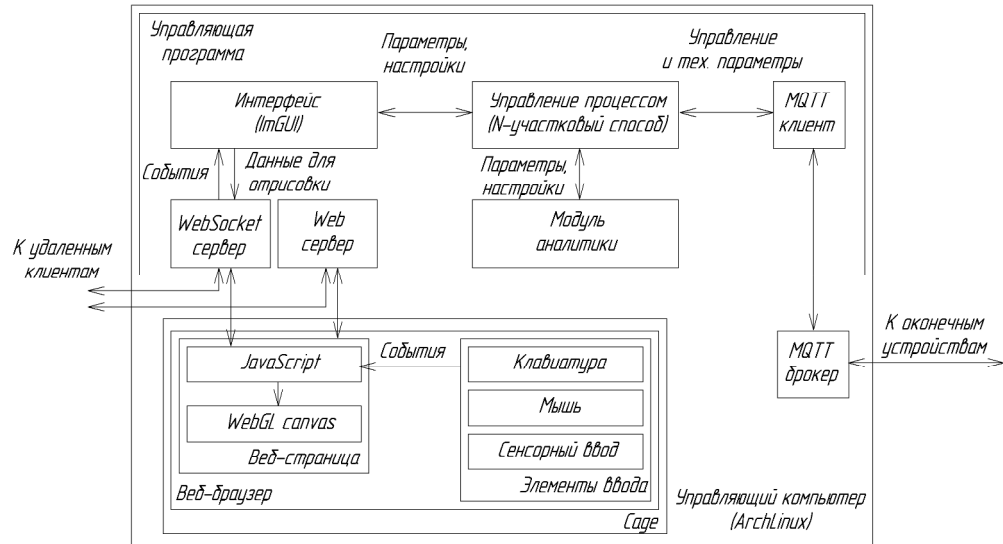 Управляющая
программа
Параметры,
настройки
Управление
и тех. параметры
Интерфейс
(ImGUI)
Управление процессом
(N-участковый способ)
MQTT
клиент
События
Данные для
отрисовки
Параметры,
настройки
WebSocket
сервер
Web
сервер
Модуль
аналитики
К удаленным
клиентам
JavaScript
WebGL canvas
Веб-страница
События
Клавиатура
Мышь
Сенсорный ввод
Элементы ввода
Веб-браузер
Cage
MQTT
брокер
К оконечным
устройствам
Управляющий компьютер
(ArchLinux)